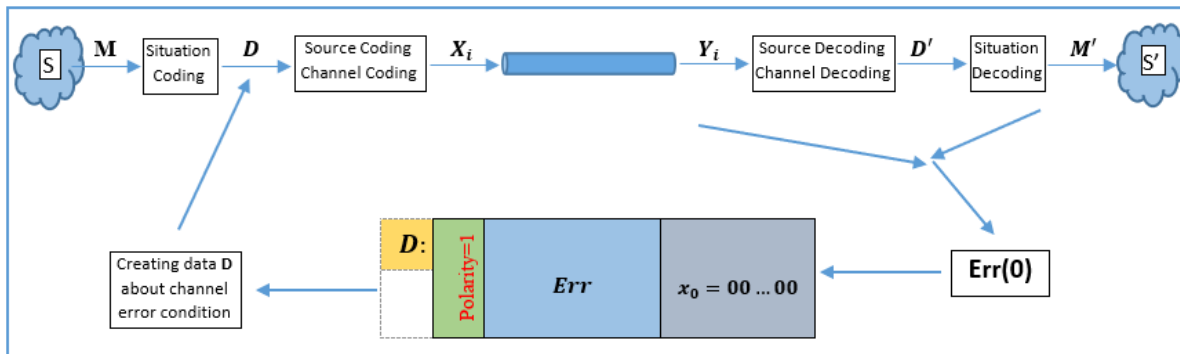 S
M
Situation
Coding
D
Source Coding
Channel Coding
X_i
Y_i
Source Decoding
Channel Decoding
D′
Situation
Decoding
M′
S′
Creating data D
about channel
error condition
D:
Polarity=1
Err
x_0 = 00 … 00
Err(0)